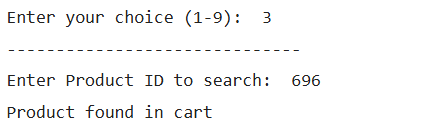 Enter your choice (1-9):  3
------------------------------
Enter Product ID to search:  696
Product found in cart